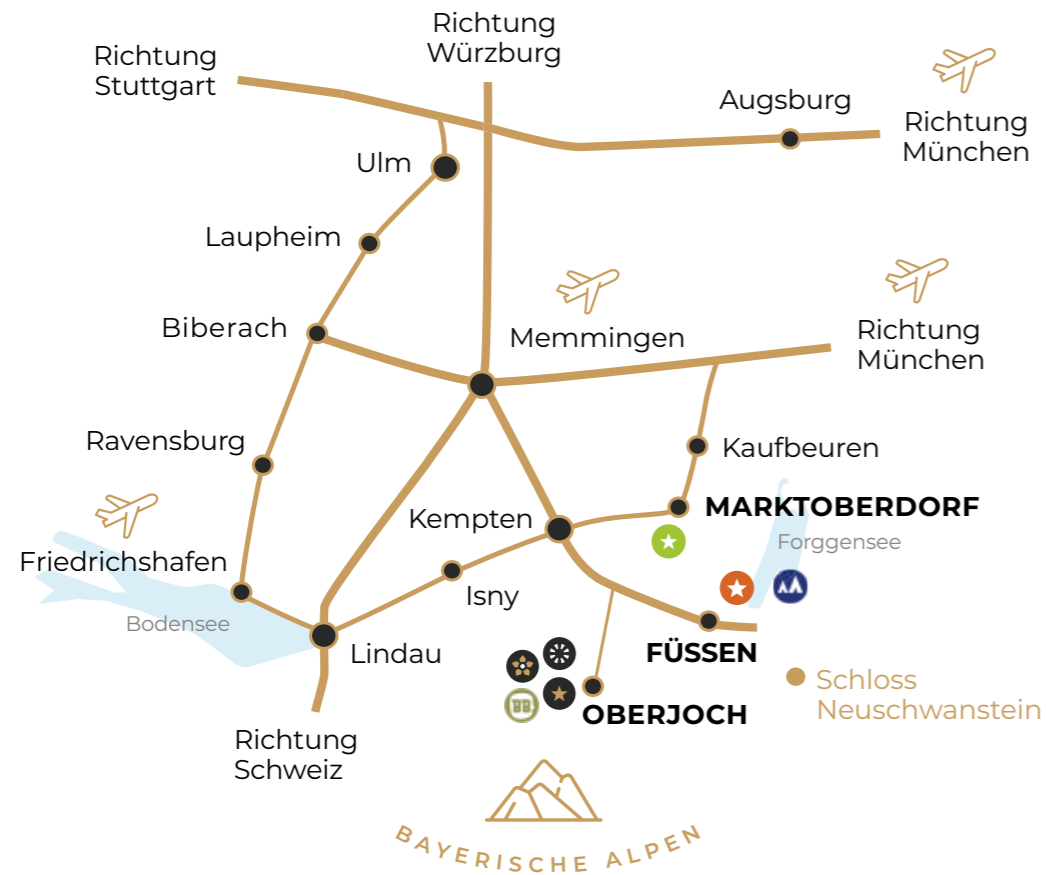 Richtung
Würzburg
Richtung
Stuttgart
Augsburg
Richtung
München
Ulm
Laupheim
Biberach
Memmingen
Richtung
München
Ravensburg
Kaufbeuren
MARKTOBERDORF
Kempten
Forggensee
Friedrichshafen
Isny
Bodensee
Lindau
FÜSSEN
Schloss
Neuschwanstein
OBERJOCH
Richtung
Schweiz
BAYERISCHE ALPEN